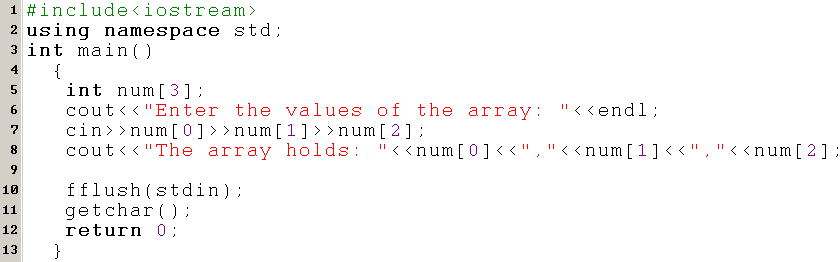 1 #include<iostream>
2 using namespace std;
3 int main()
4 {
5 int num[3];
6 cout<<"Enter the values of the array: "<<endl;
7 cin>>num[0]>>num[1]>>num[2];
8 cout<<"The array holds: "<<num[0]<<","<<num[1]<<","<<num[2];
9
10 fflush(stdin);
11 getchar();
12 return 0;
13 }